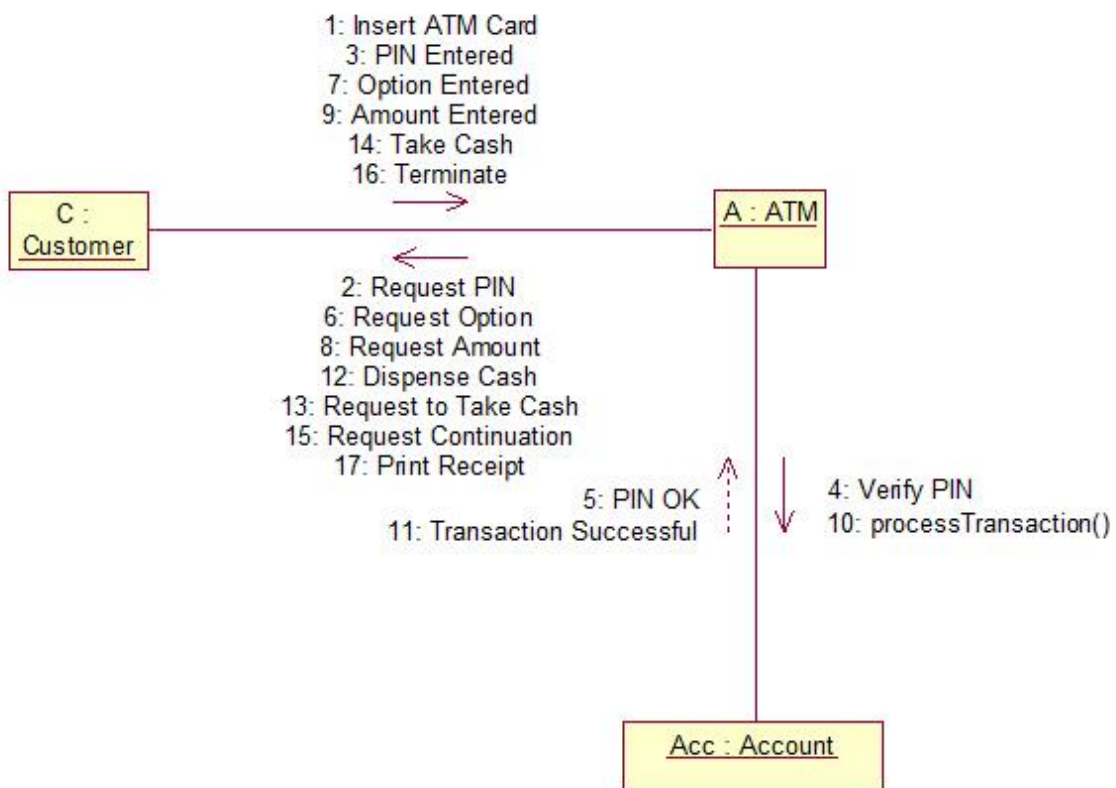 1: Insert ATM Card
3: PIN Entered
7: Option Entered
9: Amount Entered
14: Take Cash
16: Terminate
C :
Customer
A : ATM
2: Request PIN
6: Request Option
8: Request Amount
12: Dispense Cash
13: Request to Take Cash
15: Request Continuation
17: Print Receipt
5: PIN OK
11: Transaction Successful
4: Verify PIN
10: processTransaction()
Acc : Account